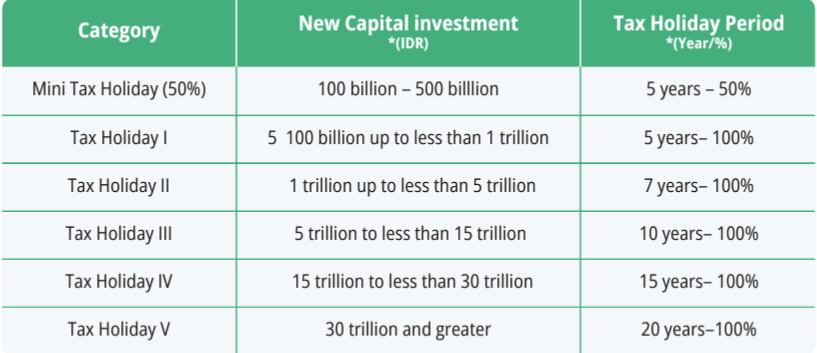 Category New Capital investment Tax Holiday Period
*(IDR) *(Year/%)
Mini Tax Holiday (50%) 100 billion – 500 billlion 5 years – 50%
Tax Holiday I 5 100 billion up to less than 1 trillion 5 years– 100%
Tax Holiday II 1 trillion up to less than 5 trillion 7 years– 100%
Tax Holiday III 5 trillion to less than 15 trillion 10 years– 100%
Tax Holiday IV 15 trillion to less than 30 trillion 15 years– 100%
Tax Holiday V 30 trillion and greater 20 years–100%